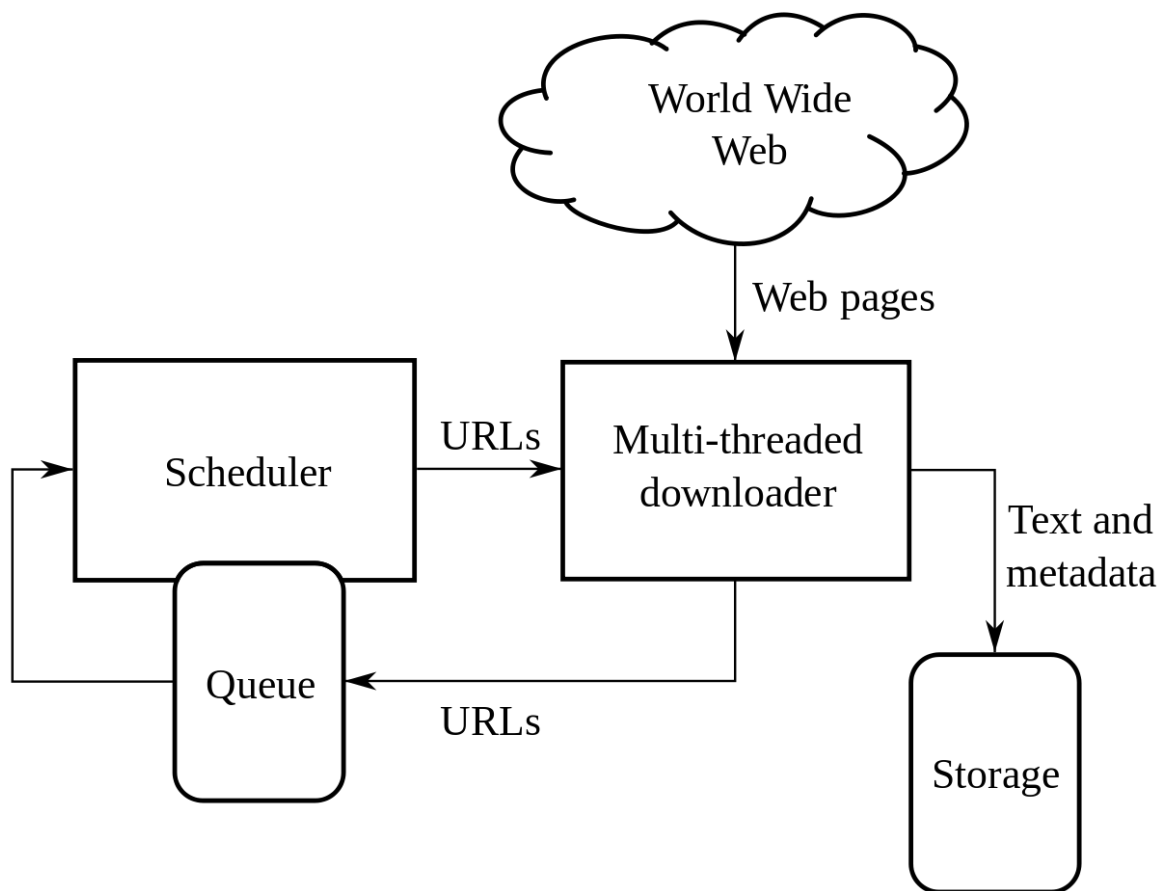 World Wide
Web
Web pages
URLs
Multi-threaded
downloader
Scheduler
Text and
metadata
Queue
URLs
Storage